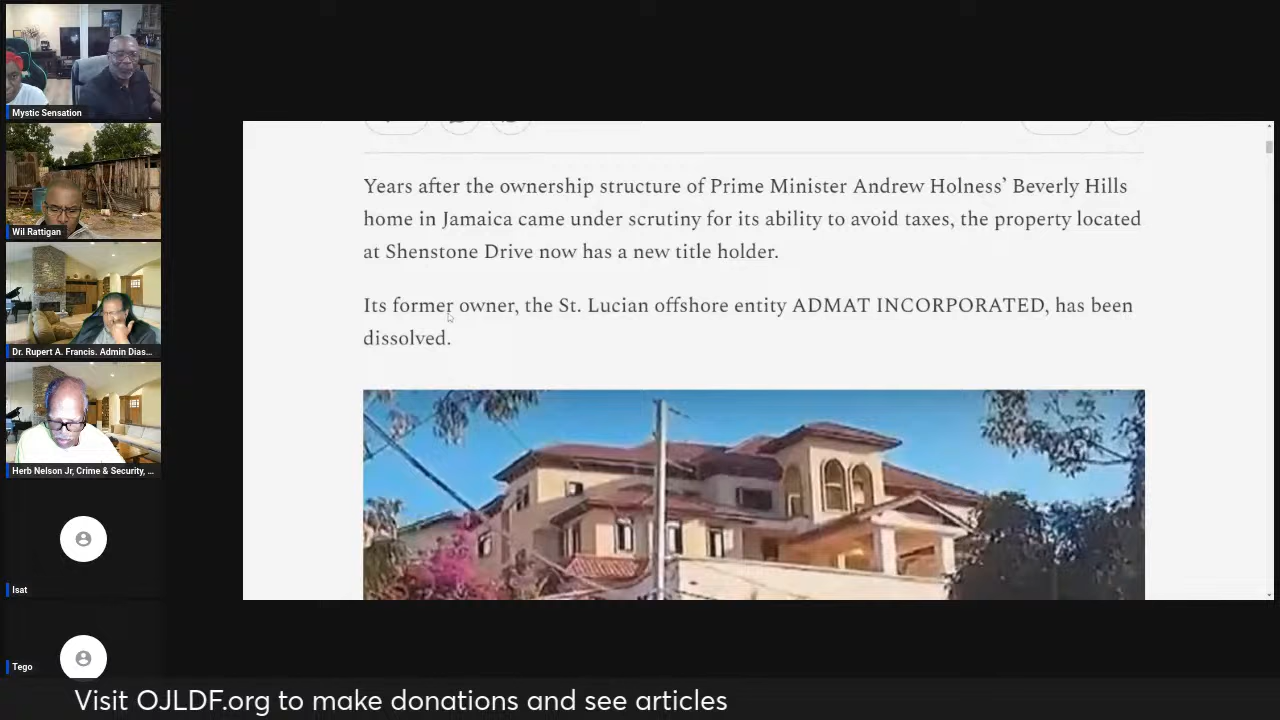 Mystic Sensation
Wil Rattigan
Dr. Rupert A. Francis. Admin Dias...
Herb Nelson Jr, Crime & Security, ...
Isat
Tego
Years after the ownership structure of Prime Minister Andrew Holness’ Beverly Hills
home in Jamaica came under scrutiny for its ability to avoid taxes, the property located
at Shenstone Drive now has a new title holder.
Its former owner, the St. Lucian offshore entity ADMAT INCORPORATED, has been
dissolved.
Visit OJLDF.org to make donations and see articles